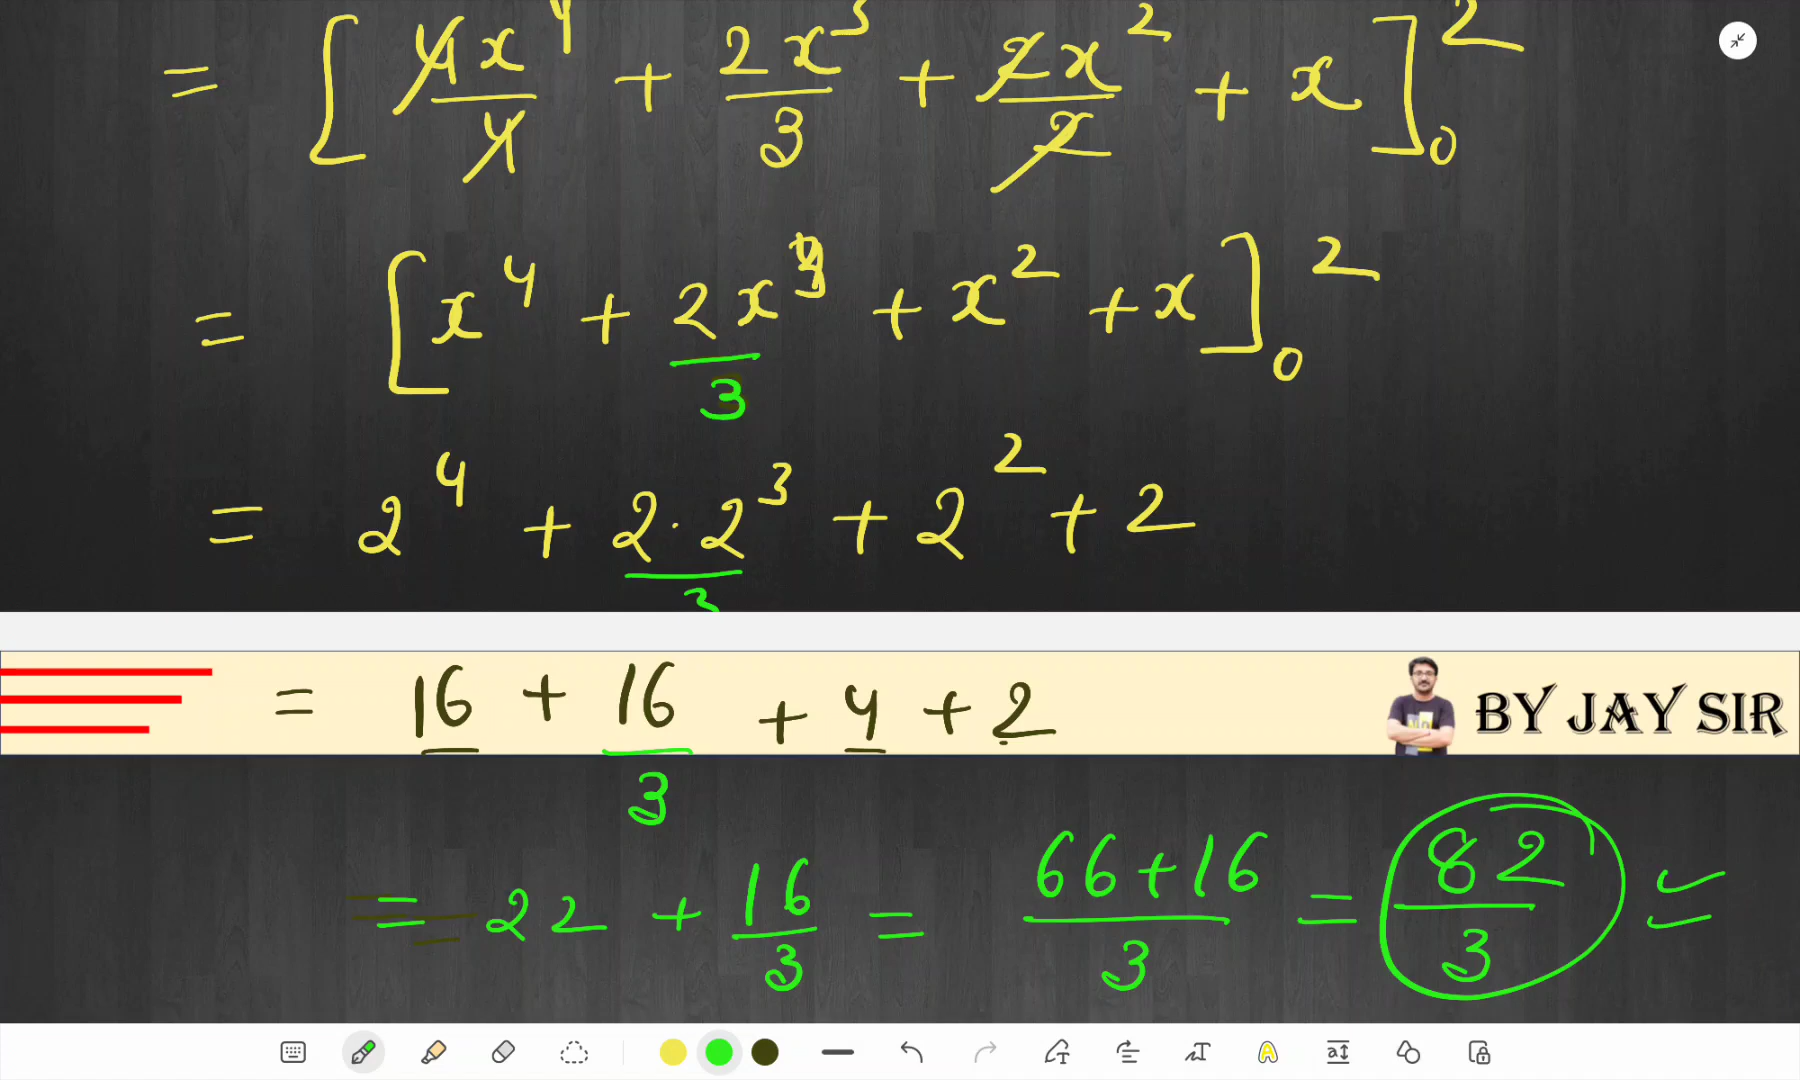 = [4x⁴/4 + 2x³/3 + 2x²/2 + x]₀²
= [x⁴ + 2x³/3 + x² + x]₀²
= 2⁴ + 2·2³/3 + 2² + 2
= 16 + 16/3 + 4 + 2
BY JAY SIR
= 22 + 16/3 = 66+16/3 = 82/3